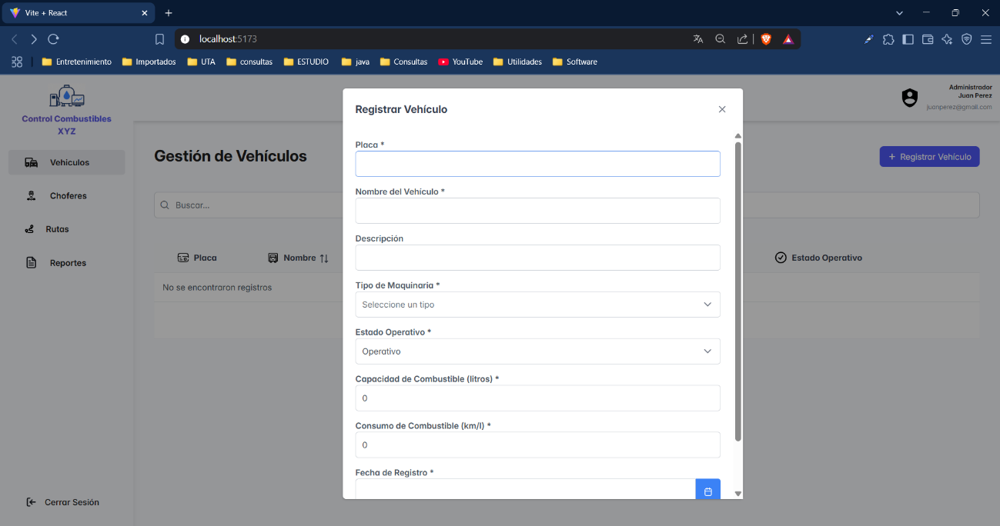 Vite + React
localhost:5173
Entretenimiento
Importados
UTA
consultas
ESTUDIO
java
Consultas
YouTube
Utilidades
Software
Control Combustibles
XYZ
Administrador
Juan Perez
juanperez@gmail.com
Vehiculos
Choferes
Rutas
Reportes
Cerrar Sesión
Gestión de Vehículos
+ Registrar Vehículo
Buscar...
Placa
Nombre
Estado Operativo
No se encontraron registros
Registrar Vehículo
Placa *
Nombre del Vehículo *
Descripción
Tipo de Maquinaria *
Seleccione un tipo
Estado Operativo *
Operativo
Capacidad de Combustible (litros) *
0
Consumo de Combustible (km/l) *
0
Fecha de Registro *